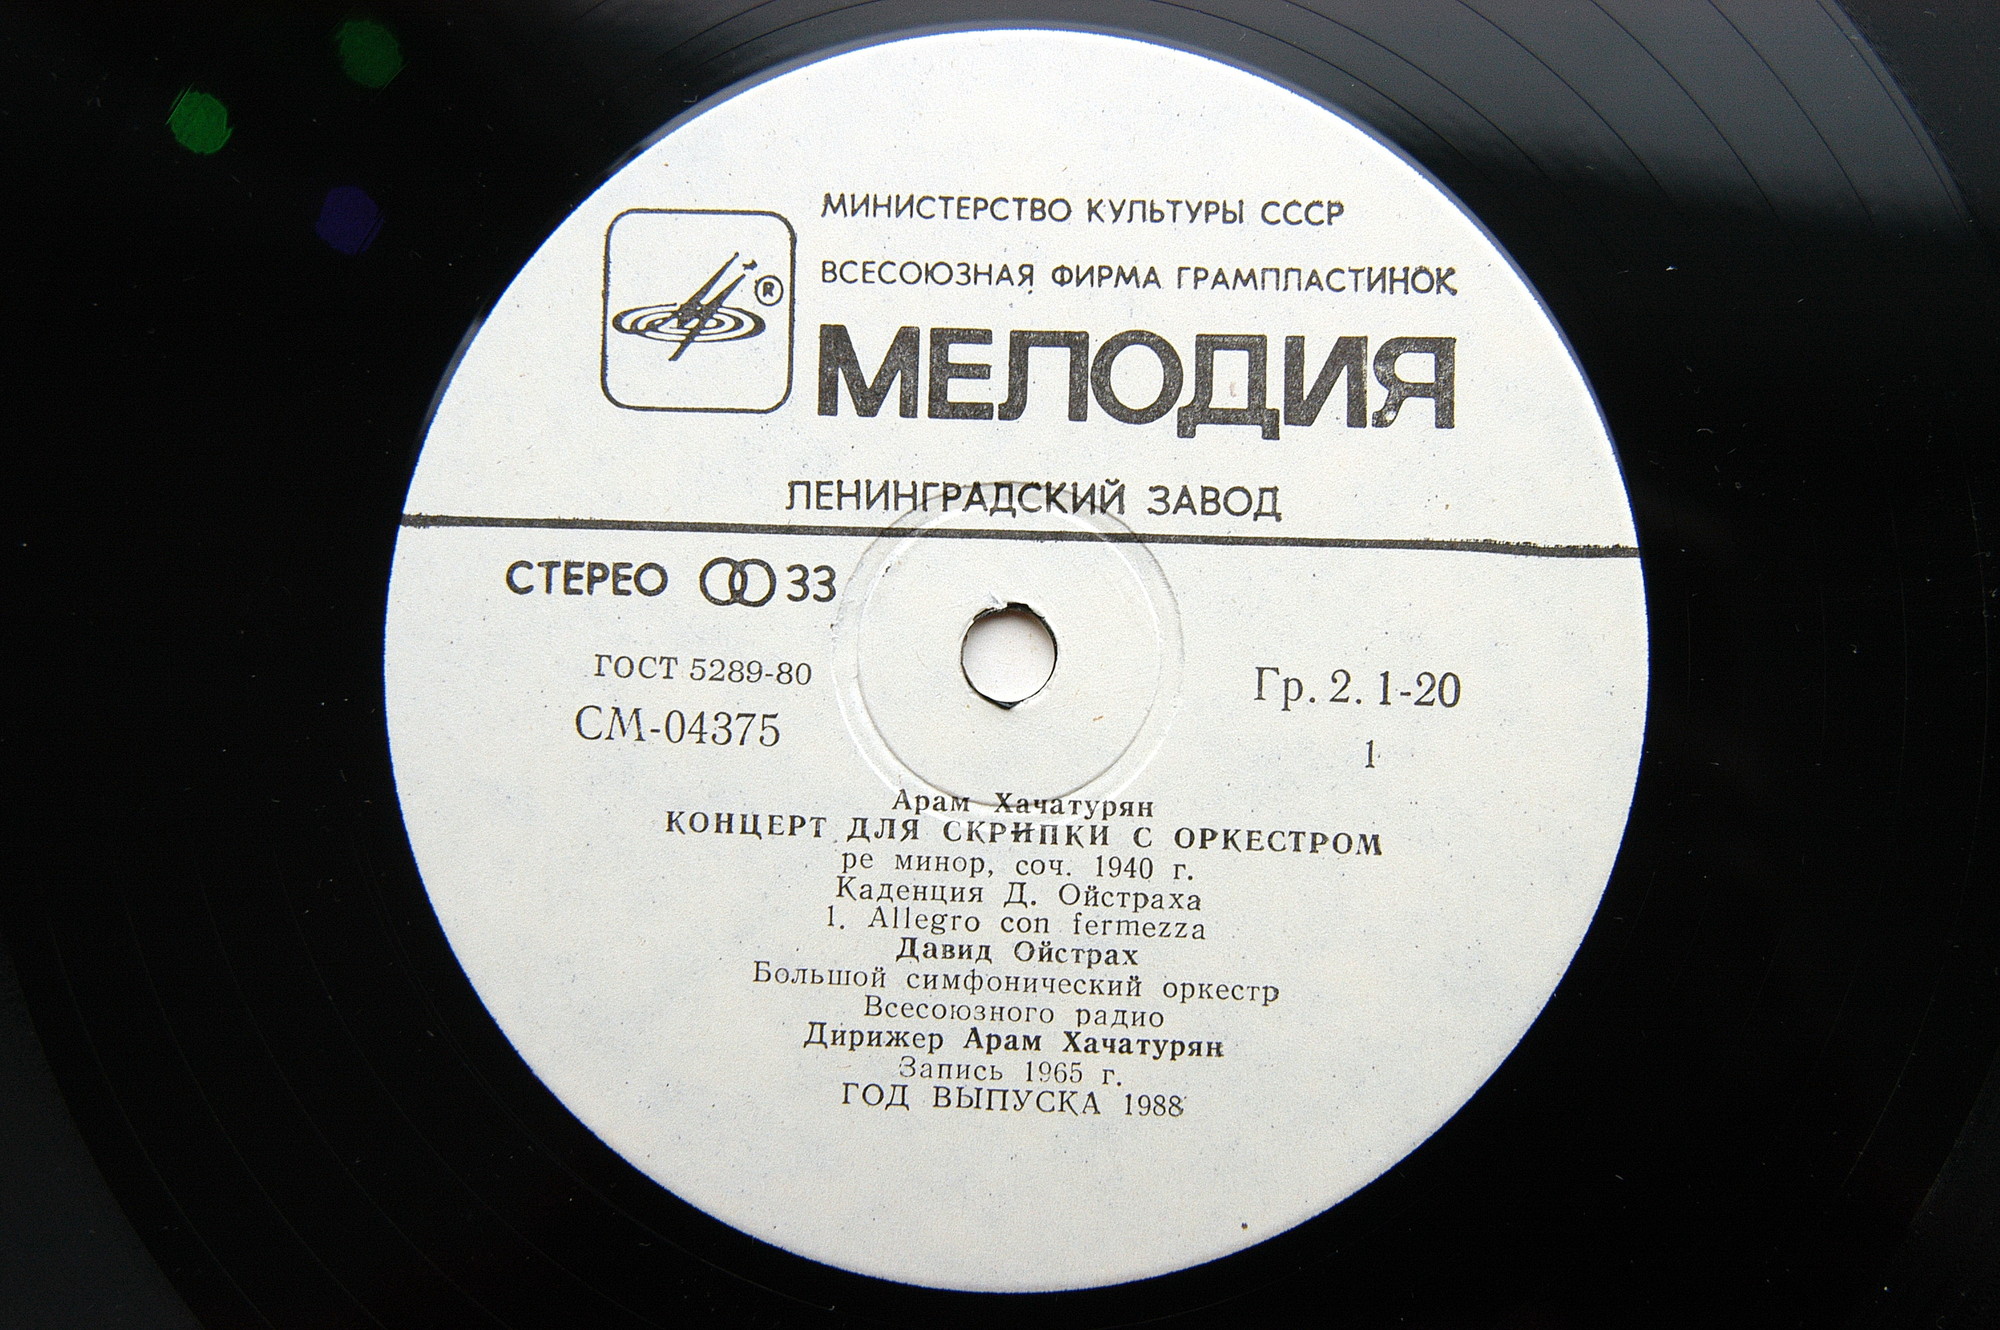 МИНИСТЕРСТВО КУЛЬТУРЫ СССР
ВСЕСОЮЗНАЯ ФИРМА ГРАМПЛАСТИНОК
®
МЕЛОДИЯ
ЛЕНИНГРАДСКИЙ ЗАВОД
СТЕРЕО 33
ГОСТ 5289-80
СМ-04375
Гр. 2. 1-20
1
Арам Хачатурян
КОНЦЕРТ ДЛЯ СКРИПКИ С ОРКЕСТРОМ
ре минор, соч. 1940 г.
Каденция Д. Ойстраха
1. Allegro con fermezza
Давид Ойстрах
Большой симфонический оркестр
Всесоюзного радио
Дирижер Арам Хачатурян
Запись 1965 г.
ГОД ВЫПУСКА 1988